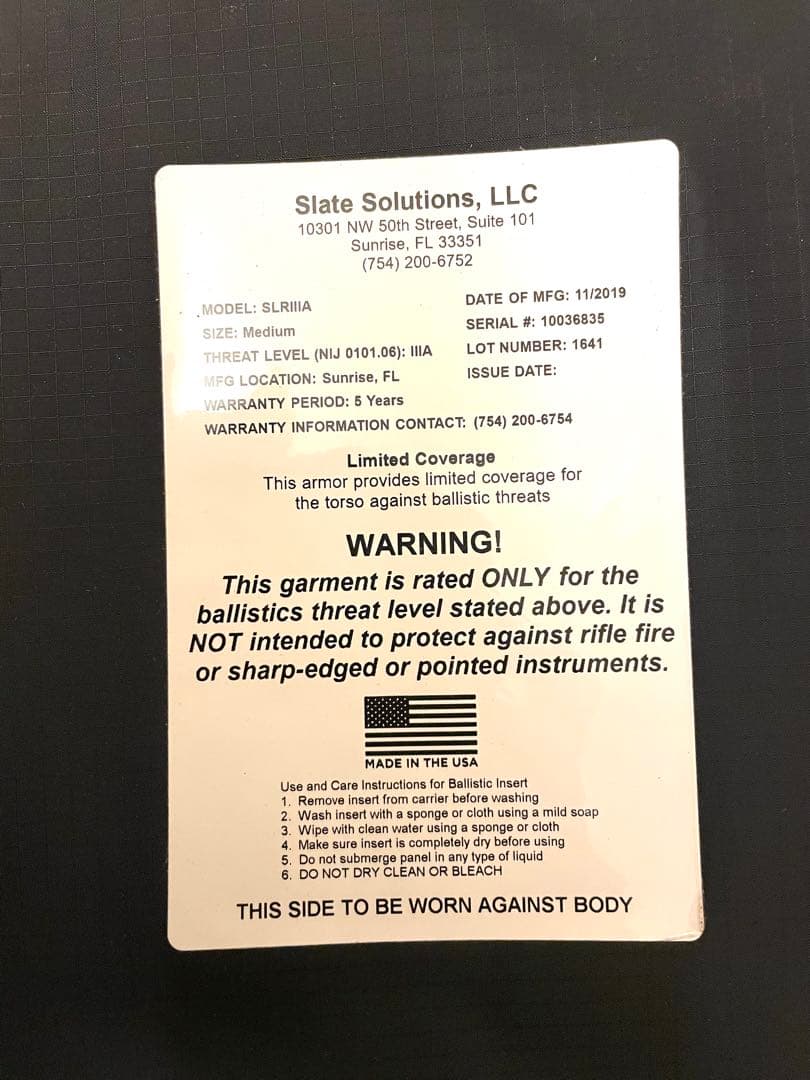 Slate Solutions, LLC
10301 NW 50th Street, Suite 101
Sunrise, FL 33351
(754) 200-6752
MODEL: SLRIIIA
SIZE: Medium
THREAT LEVEL (NIJ 0101.06): IIIA
MFG LOCATION: Sunrise, FL
WARRANTY PERIOD: 5 Years
WARRANTY INFORMATION CONTACT: (754) 200-6754
DATE OF MFG: 11/2019
SERIAL #: 10036835
LOT NUMBER: 1641
ISSUE DATE:
Limited Coverage
This armor provides limited coverage for
the torso against ballistic threats
WARNING!
This garment is rated ONLY for the
ballistics threat level stated above. It is
NOT intended to protect against rifle fire
or sharp-edged or pointed instruments.
MADE IN THE USA
Use and Care Instructions for Ballistic Insert
1. Remove insert from carrier before washing
2. Wash insert with a sponge or cloth using a mild soap
3. Wipe with clean water using a sponge or cloth
4. Make sure insert is completely dry before using
5. Do not submerge panel in any type of liquid
6. DO NOT DRY CLEAN OR BLEACH
THIS SIDE TO BE WORN AGAINST BODY